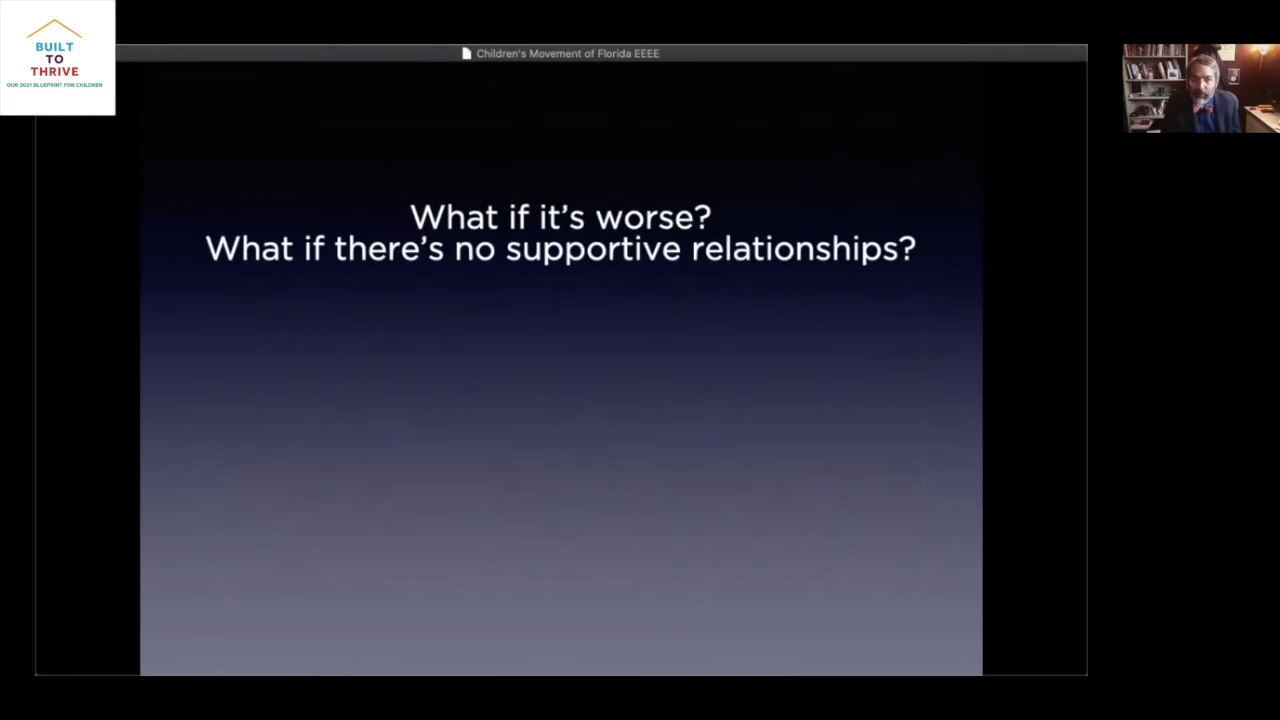 BUILT
TO
THRIVE
OUR 2021 BLUEPRINT FOR CHILDREN
Children's Movement of Florida EEEE
What if it's worse?
What if there's no supportive relationships?